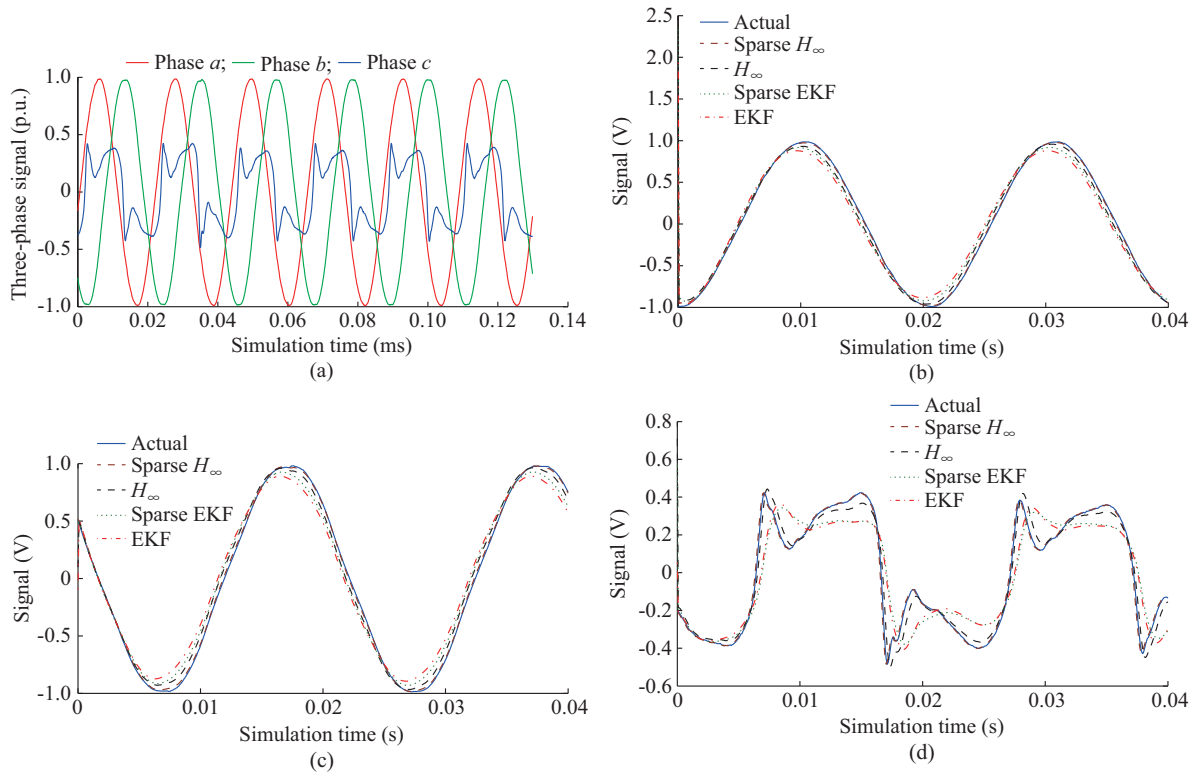 Phase a; Phase b; Phase c
Three-phase signal (p.u.)
1.0
0.5
0
-0.5
-1.0
0 0.02 0.04 0.06 0.08 0.10 0.12 0.14
Simulation time (ms)
(a)
Actual
Sparse H∞
H∞
Sparse EKF
EKF
Signal (V)
2.5
2.0
1.5
1.0
0.5
0
-0.5
-1.0
0 0.01 0.02 0.03 0.04
Simulation time (s)
(b)
Actual
Sparse H∞
H∞
Sparse EKF
EKF
Signal (V)
1.0
0.5
0
-0.5
-1.0
0 0.01 0.02 0.03 0.04
Simulation time (s)
(c)
Actual
Sparse H∞
H∞
Sparse EKF
EKF
Signal (V)
0.8
0.6
0.4
0.2
0
-0.2
-0.4
-0.6
0 0.01 0.02 0.03 0.04
Simulation time (s)
(d)